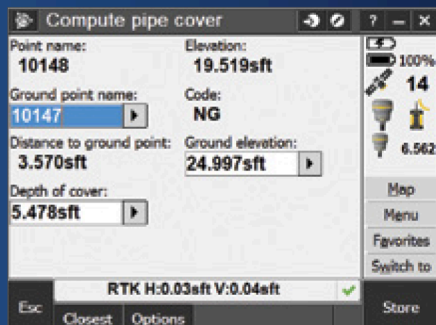 Compute pipe cover
? – ×
Point name:
10148
Elevation:
19.519sft
Ground point name:
10147
Code:
NG
Distance to ground point:
3.570sft
Ground elevation:
24.997sft
Depth of cover:
5.478sft
RTK H:0.03sft V:0.04sft
Esc
Closest
Options
100%
14
6.562
Map
Menu
Favorites
Switch to
Store